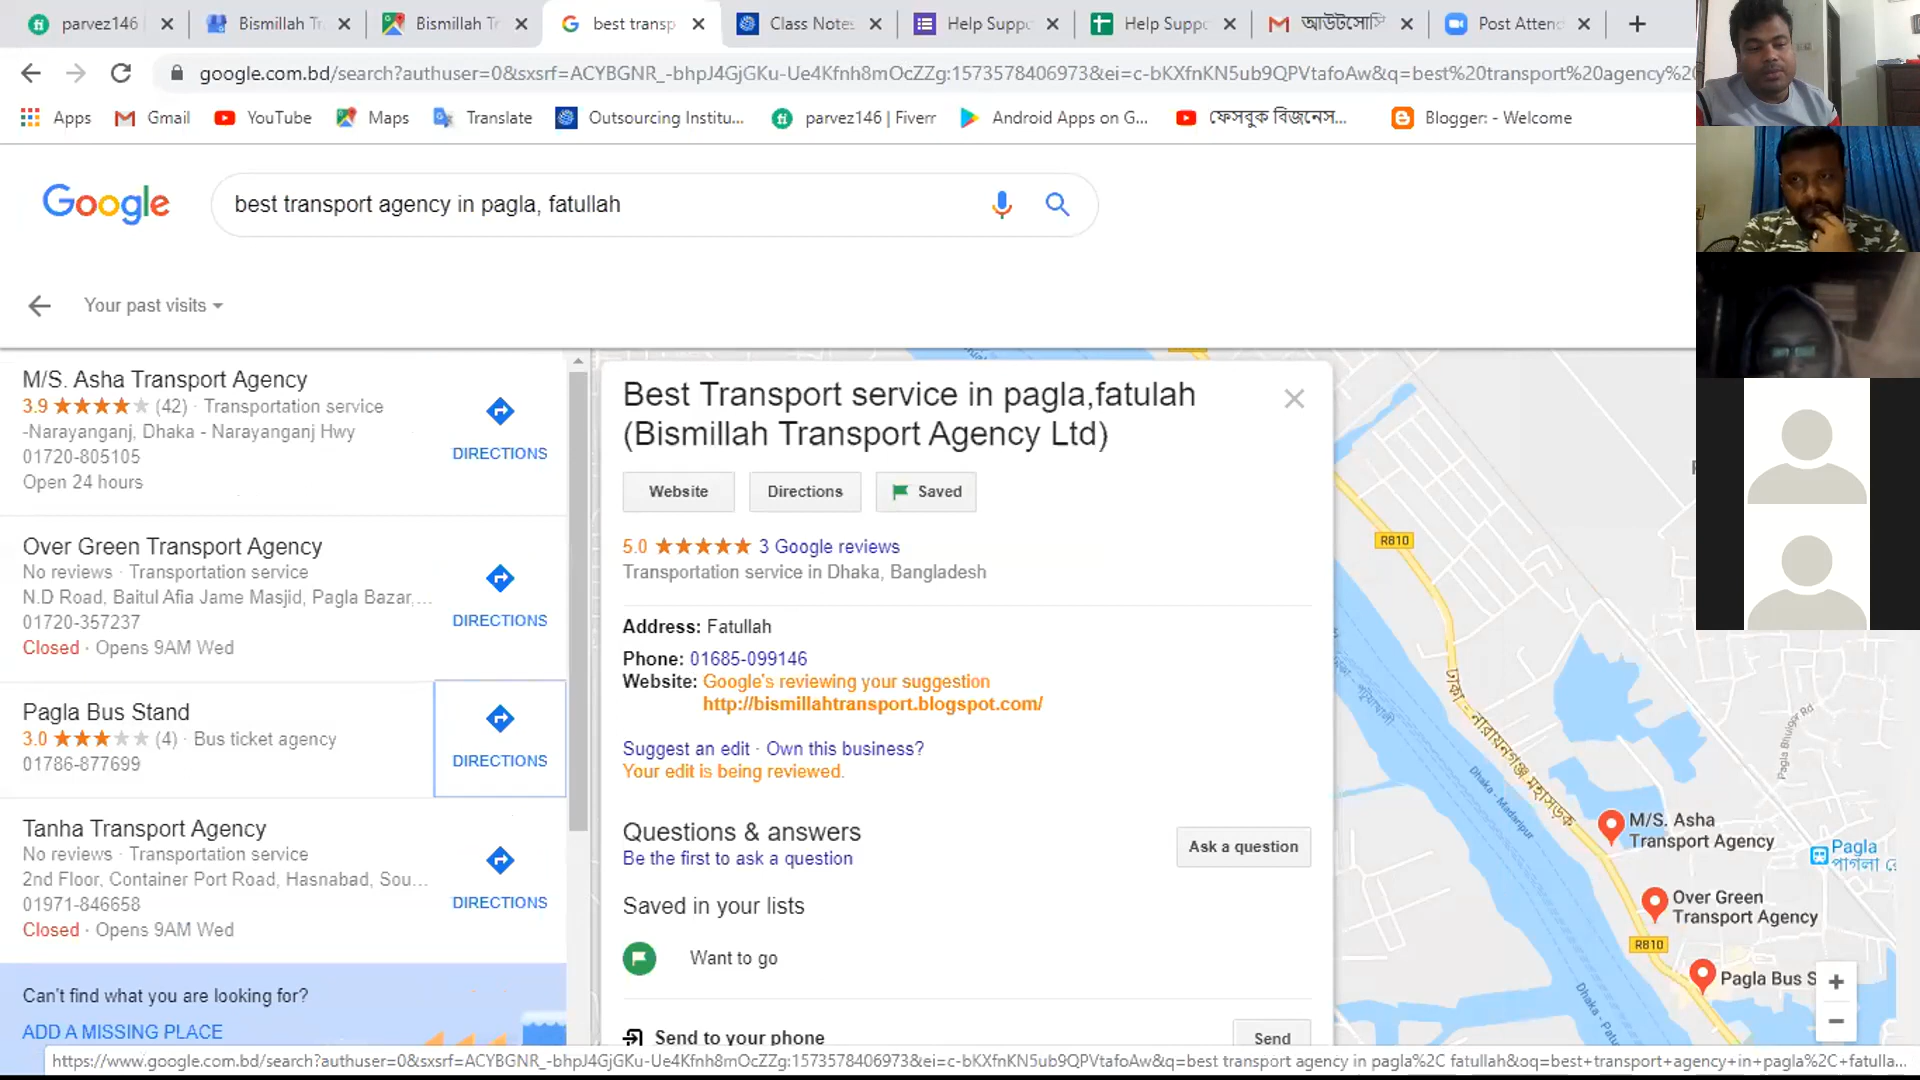 parvez146
Bismillah Tr
Bismillah Tr
best transp
Class Notes
Help Suppo
Help Suppo
আউটসোর্সি
Post Atten
google.com.bd/search?authuser=0&sxsrf=ACYBGNR_-bhpJ4GjGKu-Ue4Kfnh8mOcZZg:1573578406973&ei=c-bKXfnKN5ub9QPVtafoAw&q=best%20transport%20agency%20
Apps
Gmail
YouTube
Maps
Translate
Outsourcing Institu...
parvez146 | Fiverr
Android Apps on G...
ফেসবুক বিজনেস...
Blogger: - Welcome
Google
best transport agency in pagla, fatullah
Your past visits
M/S. Asha Transport Agency
3.9 (42) · Transportation service
-Narayanganj, Dhaka - Narayanganj Hwy
01720-805105
Open 24 hours
DIRECTIONS
Over Green Transport Agency
No reviews · Transportation service
N.D Road, Baitul Afia Jame Masjid, Pagla Bazar,...
01720-357237
Closed · Opens 9AM Wed
DIRECTIONS
Pagla Bus Stand
3.0 (4) · Bus ticket agency
01786-877699
DIRECTIONS
Tanha Transport Agency
No reviews · Transportation service
2nd Floor, Container Port Road, Hasnabad, Sou...
01971-846658
Closed · Opens 9AM Wed
DIRECTIONS
Can't find what you are looking for?
ADD A MISSING PLACE
Best Transport service in pagla,fatulah
(Bismillah Transport Agency Ltd)
Website
Directions
Saved
5.0 3 Google reviews
Transportation service in Dhaka, Bangladesh
Address: Fatullah
Phone: 01685-099146
Website: Google's reviewing your suggestion
http://bismillahtransport.blogspot.com/
Suggest an edit · Own this business?
Your edit is being reviewed.
Questions & answers
Be the first to ask a question
Ask a question
Saved in your lists
Want to go
Send to your phone
Send
R810
ঢাকা - নারায়ণগঞ্জ মহাসড়ক
Dhaka - Madaripur
Pagla Bhuigor Rd
M/S. Asha
Transport Agency
Pagla
পাগলা রে
Over Green
Transport Agency
R810
Pagla Bus S
https://www.google.com.bd/search?authuser=0&sxsrf=ACYBGNR_-bhpJ4GjGKu-Ue4Kfnh8mOcZZg:1573578406973&ei=c-bKXfnKN5ub9QPVtafoAw&q=best transport agency in pagla%2C fatullah&oq=best+transport+agency+in+pagla%2C+fatulla...